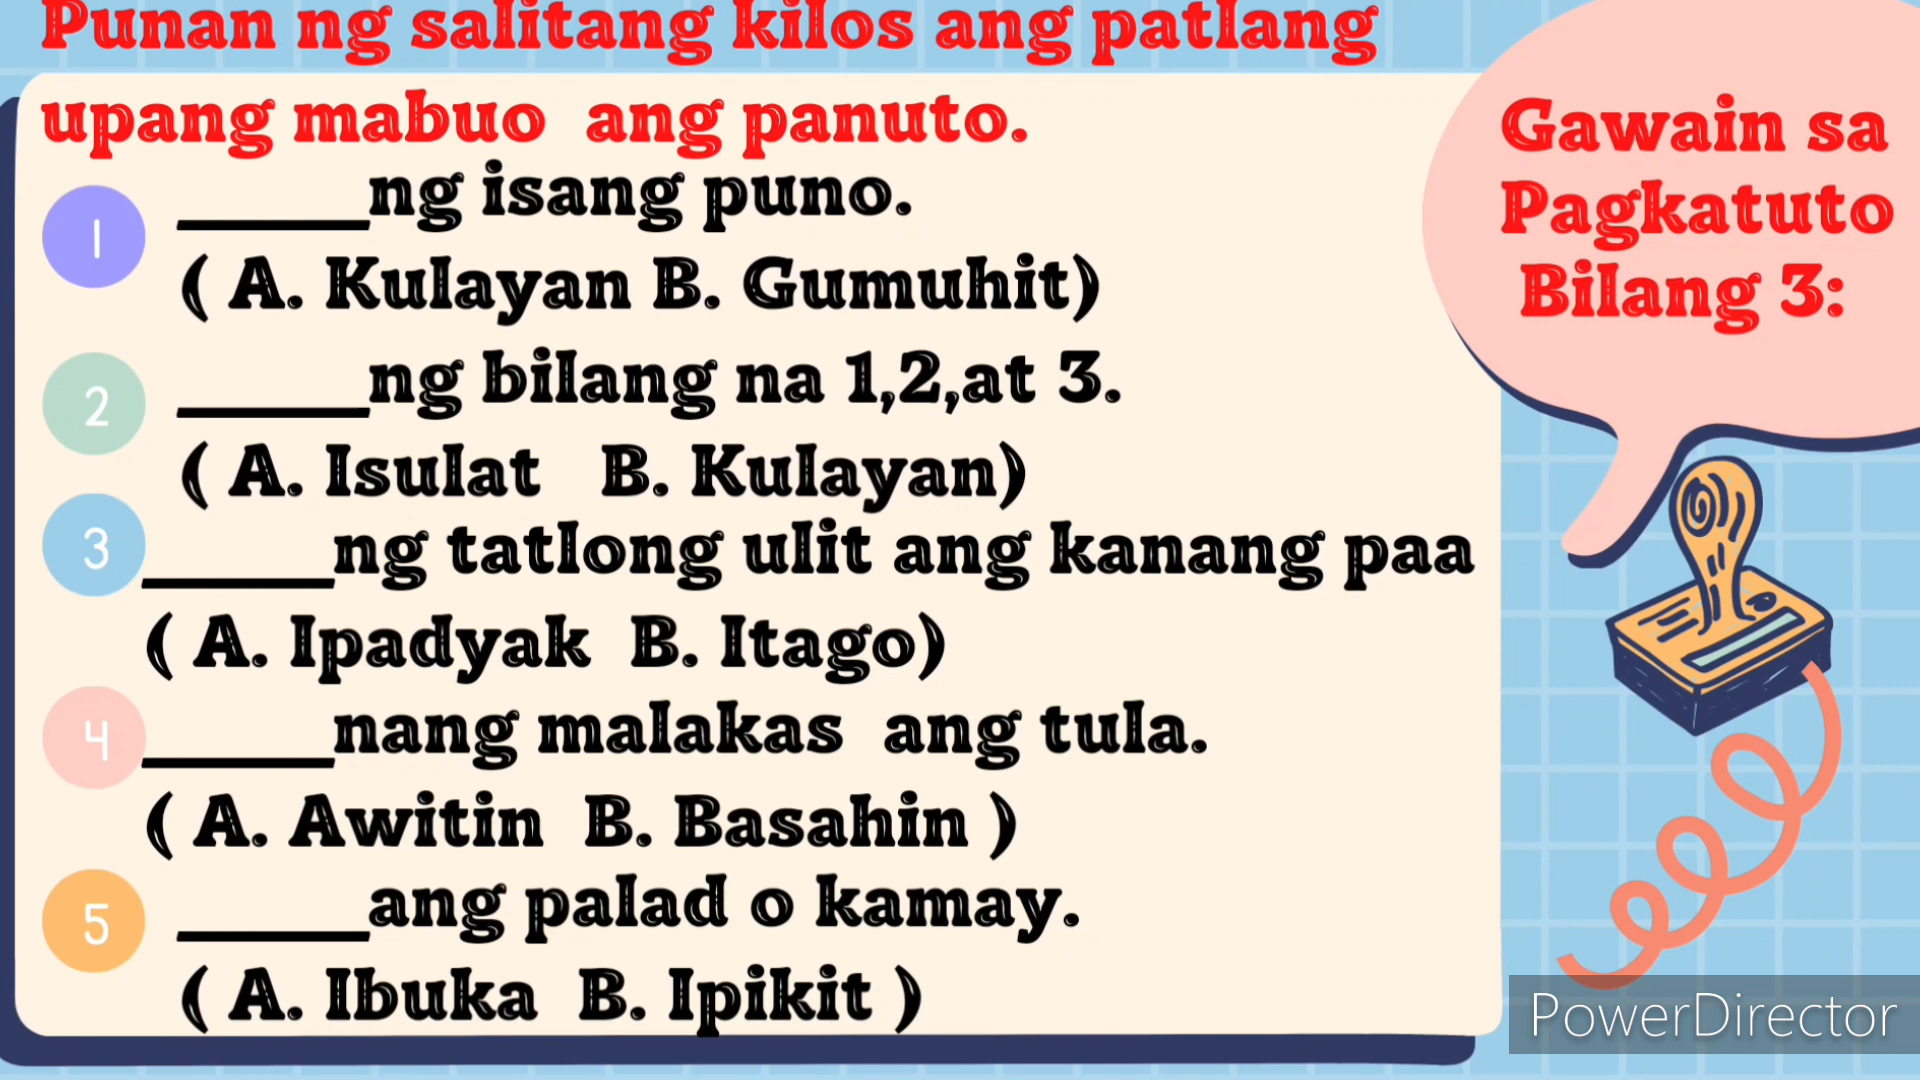 Punan ng salitang kilos ang patlang
upang mabuo ang panuto.
1 ______ng isang puno.
( A. Kulayan B. Gumuhit)
2 ______ng bilang na 1,2,at 3.
( A. Isulat B. Kulayan)
3 ______ng tatlong ulit ang kanang paa
( A. Ipadyak B. Itago)
4 ______nang malakas ang tula.
( A. Awitin B. Basahin )
5 ______ang palad o kamay.
( A. Ibuka B. Ipikit )
Gawain sa
Pagkatuto
Bilang 3:
PowerDirector